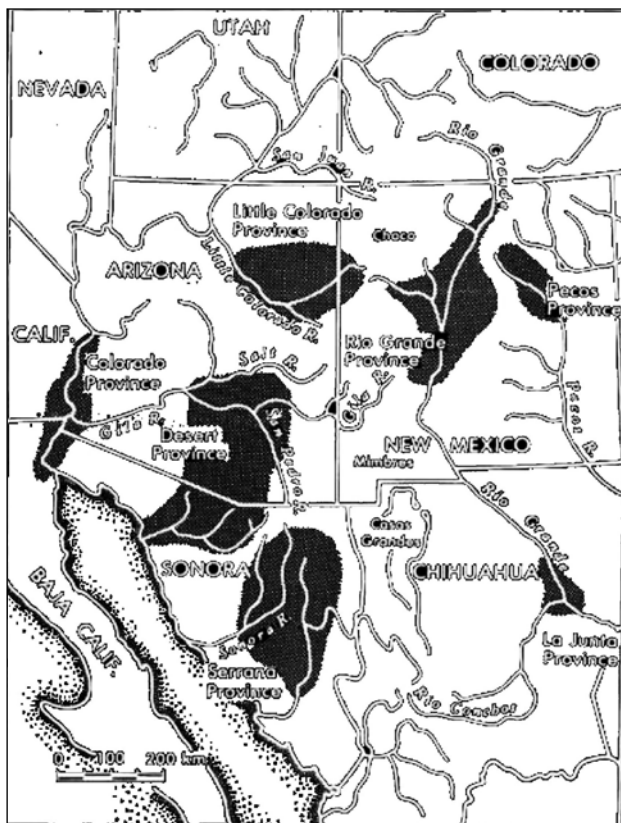 UTAH
COLORADO
NEVADA
Rio Grande
San Juan R.
Little Colorado
Province
Chaco
Little Colorado R.
ARIZONA
Pecos
Province
CALIF.
Rio Grande
Province
Colorado
Province
Salt R.
Gila R.
Gila R.
Desert
Province
San Pedro R.
Pecos R.
NEW MEXICO
Mimbres
Rio Grande
Casas
Grandes
SONORA
CHIHUAHUA
BAJA CALIF.
Sonora R.
La Junta
Province
Serrana
Province
Rio Conchos
0 100 200 km.